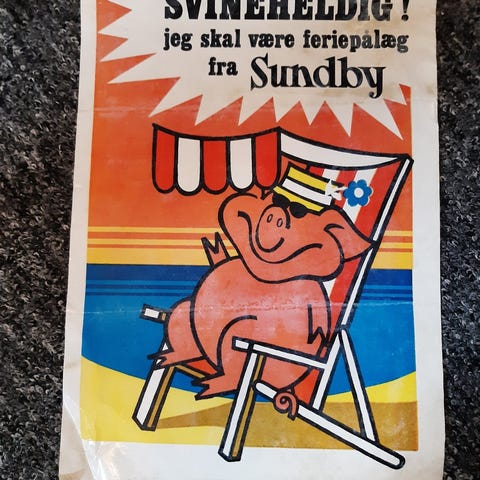 SVINEHELDIG!
jeg skal være feriepålæg
fra Sundby